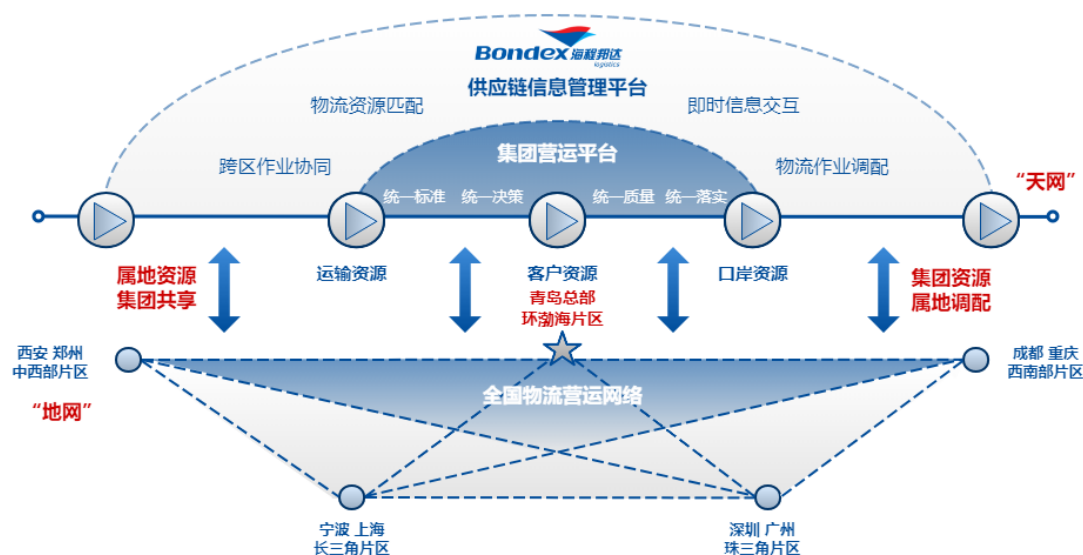 Bondex 海程邦达
logistics
供应链信息管理平台
物流资源匹配
即时信息交互
集团营运平台
跨区作业协同
物流作业调配
统一标准 统一决策 统一质量 统一落实
“天网”
属地资源
集团共享
运输资源
客户资源
口岸资源
集团资源
属地调配
青岛总部
环渤海片区
西安 郑州
中西部片区
成都 重庆
西南部片区
全国物流营运网络
“地网”
宁波 上海
长三角片区
深圳 广州
珠三角片区